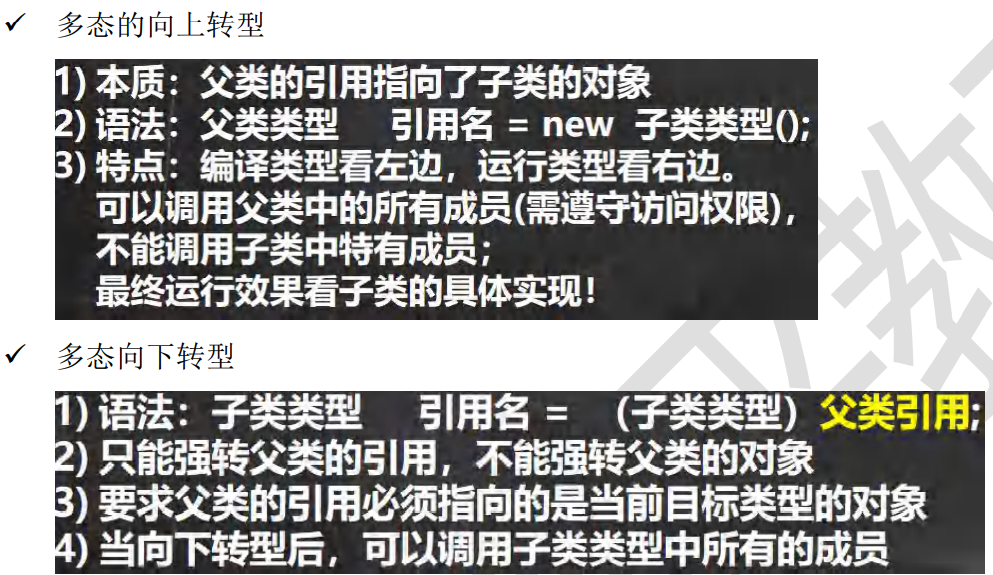 ✓ 多态的向上转型
1) 本质：父类的引用指向了子类的对象
2) 语法：父类类型 引用名 = new 子类类型();
3) 特点：编译类型看左边，运行类型看右边。
可以调用父类中的所有成员(需遵守访问权限)，
不能调用子类中特有成员；
最终运行效果看子类的具体实现！
✓ 多态向下转型
1) 语法：子类类型 引用名 = （子类类型）父类引用;
2) 只能强转父类的引用，不能强转父类的对象
3) 要求父类的引用必须指向的是当前目标类型的对象
4) 当向下转型后，可以调用子类类型中所有的成员